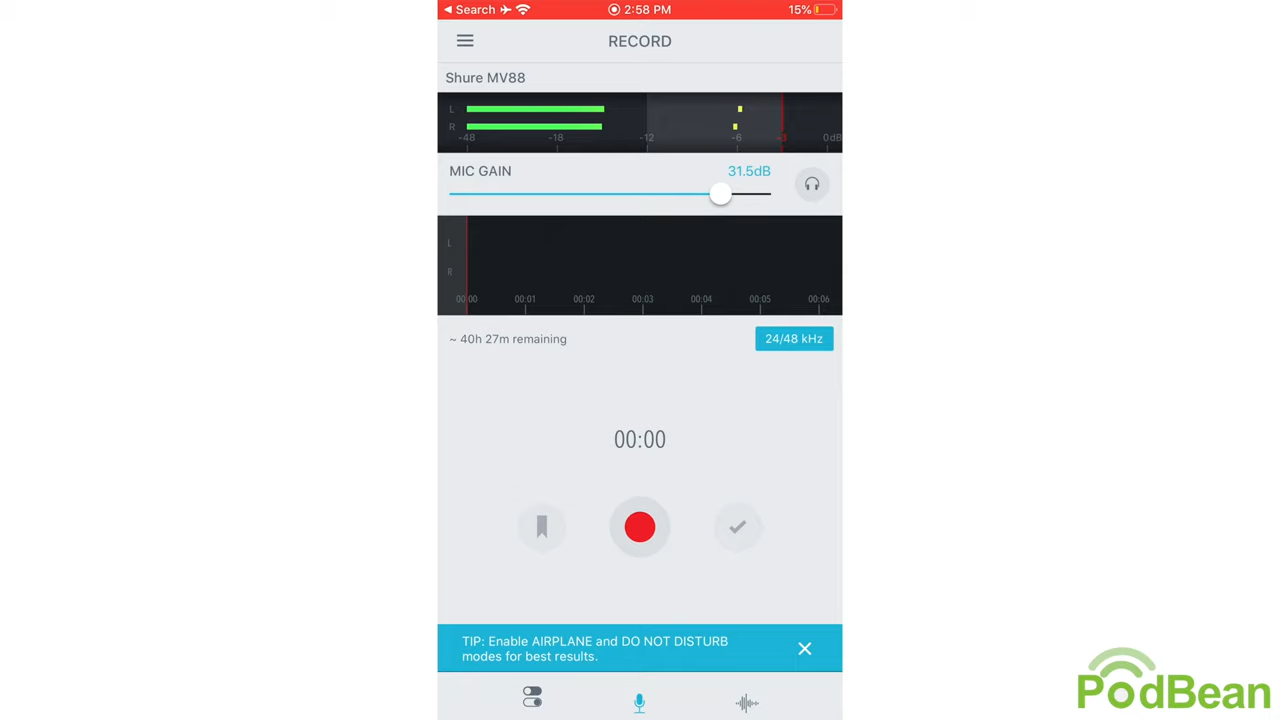 Search 2:58 PM 15%
RECORD
Shure MV88
L
R
-48 -18 -12 -6 -3 0dB
MIC GAIN 31.5dB
L
R
00:00 00:01 00:02 00:03 00:04 00:05 00:06
~ 40h 27m remaining 24/48 kHz
00:00
TIP: Enable AIRPLANE and DO NOT DISTURB
modes for best results.
PodBean